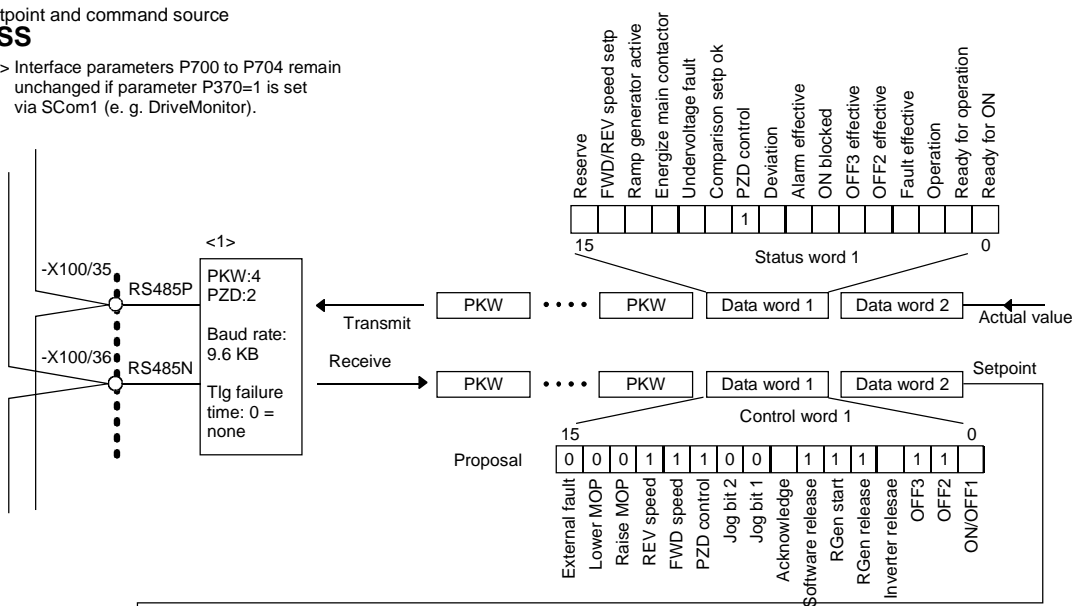 tpoint and command source
SS
> Interface parameters P700 to P704 remain
unchanged if parameter P370=1 is set
via SCom1 (e. g. DriveMonitor).
Reserve
FWD/REV speed setp
Ramp generator active
Energize main contactor
Undervoltage fault
Comparison setp ok
PZD control
Deviation
Alarm effective
ON blocked
OFF3 effective
OFF2 effective
Fault effective
Operation
Ready for operation
Ready for ON
1
15
Status word 1
0
<1>
-X100/35
RS485P
-X100/36
RS485N
PKW:4
PZD:2
Baud rate:
9.6 KB
Tlg failure
time: 0 =
none
Transmit
PKW
PKW
Data word 1
Data word 2
Actual value
Receive
PKW
PKW
Data word 1
Data word 2
Setpoint
Control word 1
15
0
Proposal
0 0 0 1 1 1 0 0 1 1 1 1 1
External fault
Lower MOP
Raise MOP
REV speed
FWD speed
PZD control
Jog bit 2
Jog bit 1
Acknowledge
Software release
RGen start
RGen release
Inverter relesae
OFF3
OFF2
ON/OFF1